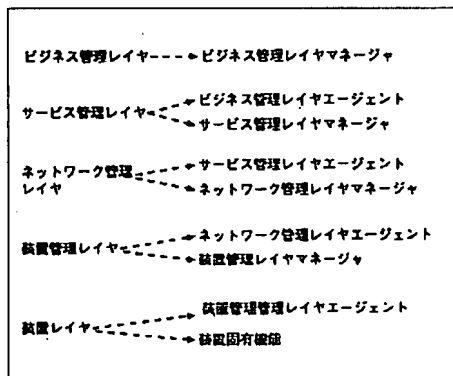 ビジネス管理レイヤ
ビジネス管理レイヤマネージャ
サービス管理レイヤ
ビジネス管理レイヤエージェント
サービス管理レイヤマネージャ
ネットワーク管理
レイヤ
サービス管理レイヤエージェント
ネットワーク管理レイヤマネージャ
装置管理レイヤ
ネットワーク管理レイヤエージェント
装置管理レイヤマネージャ
装置レイヤ
装置管理管理レイヤエージェント
装置固有機能